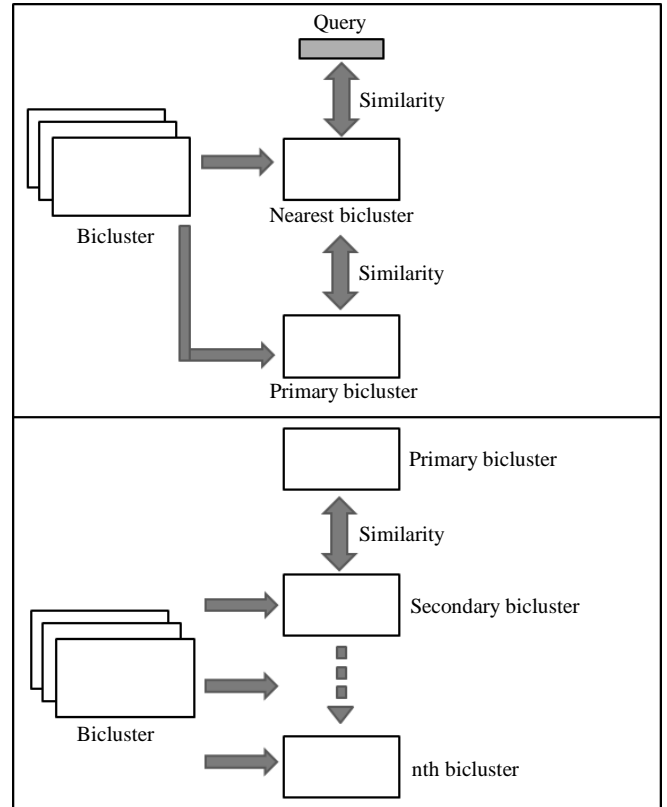 Query
Similarity
Nearest bicluster
Bicluster
Similarity
Primary bicluster
Primary bicluster
Similarity
Secondary bicluster
Bicluster
nth bicluster